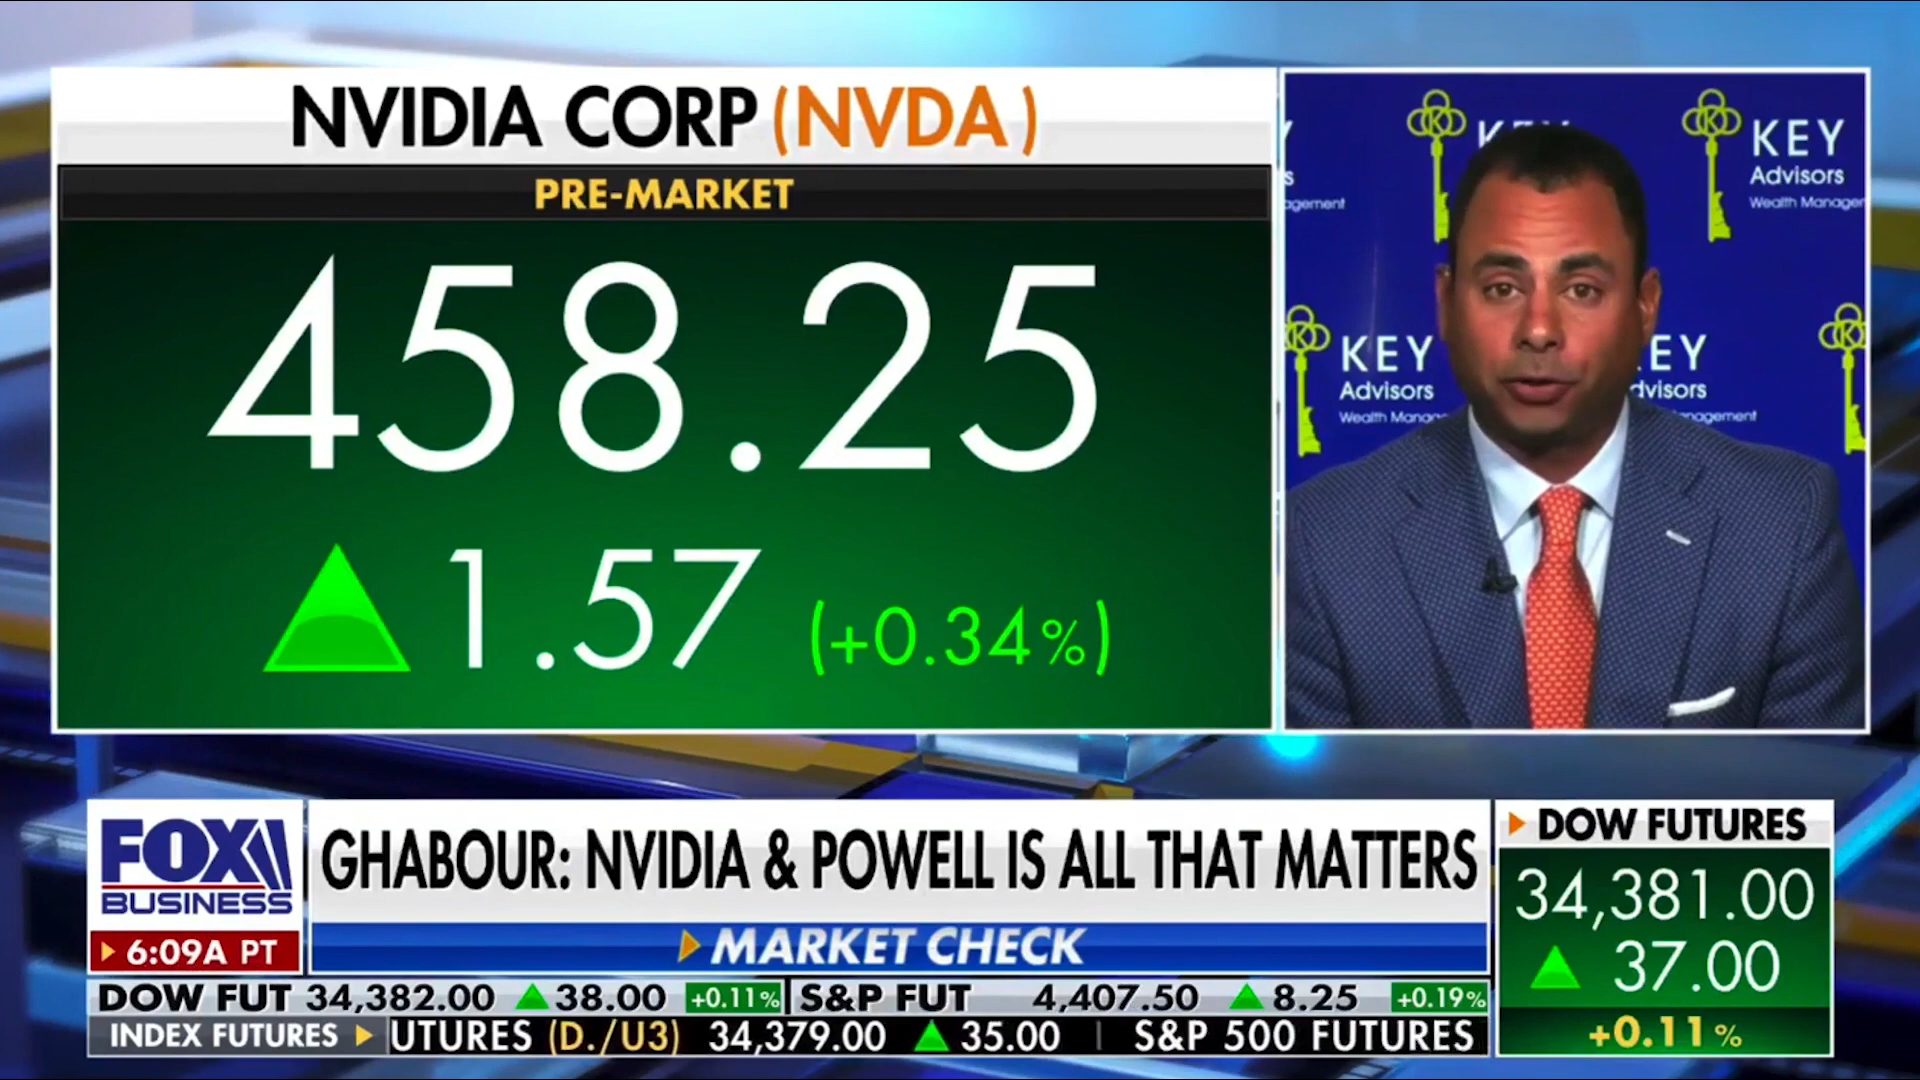 NVIDIA CORP (NVDA)
PRE-MARKET
458.25
▲ 1.57 (+0.34%)
KEY
KEY
Advisors
Advisors
Wealth
KEY
Advisors
Wealth
GHABOUR: NVIDIA & POWELL IS ALL THAT MATTERS
MARKET CHECK
FOX
BUSINESS
6:09A PT
DOW FUTURES
34,381.00
▲ 37.00
+0.11%
DOW FUT 34,382.00 ▲ 38.00 +0.11% S&P FUT 4,407.50 ▲ 8.25 +0.19%
INDEX FUTURES UTURES (D./U3) 34,379.00 ▲ 35.00 | S&P 500 FUTURES